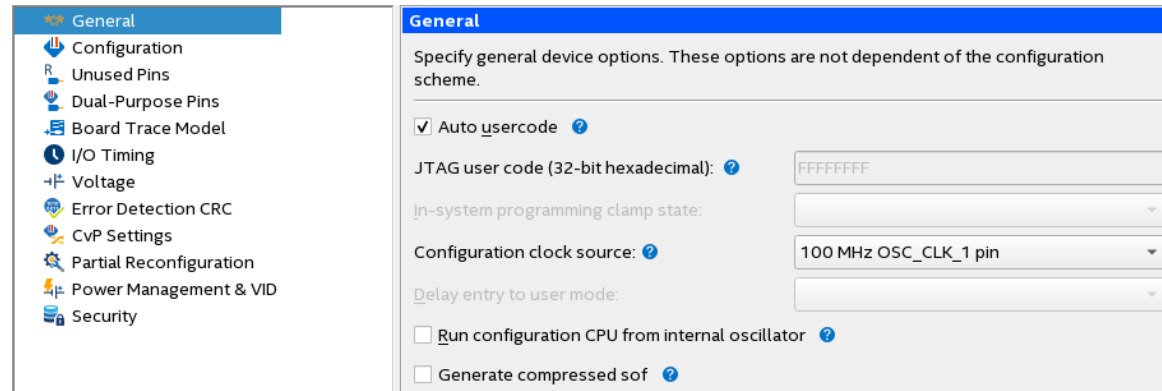 General
Configuration
R
Unused Pins
Dual-Purpose Pins
Board Trace Model
I/O Timing
Voltage
Error Detection CRC
CvP Settings
Partial Reconfiguration
Power Management & VID
Security
General
Specify general device options. These options are not dependent of the configuration
scheme.
Auto usercode
JTAG user code (32-bit hexadecimal): FFFFFFFF
In-system programming clamp state:
Configuration clock source: 100 MHz OSC_CLK_1 pin
Delay entry to user mode:
Run configuration CPU from internal oscillator
Generate compressed sof